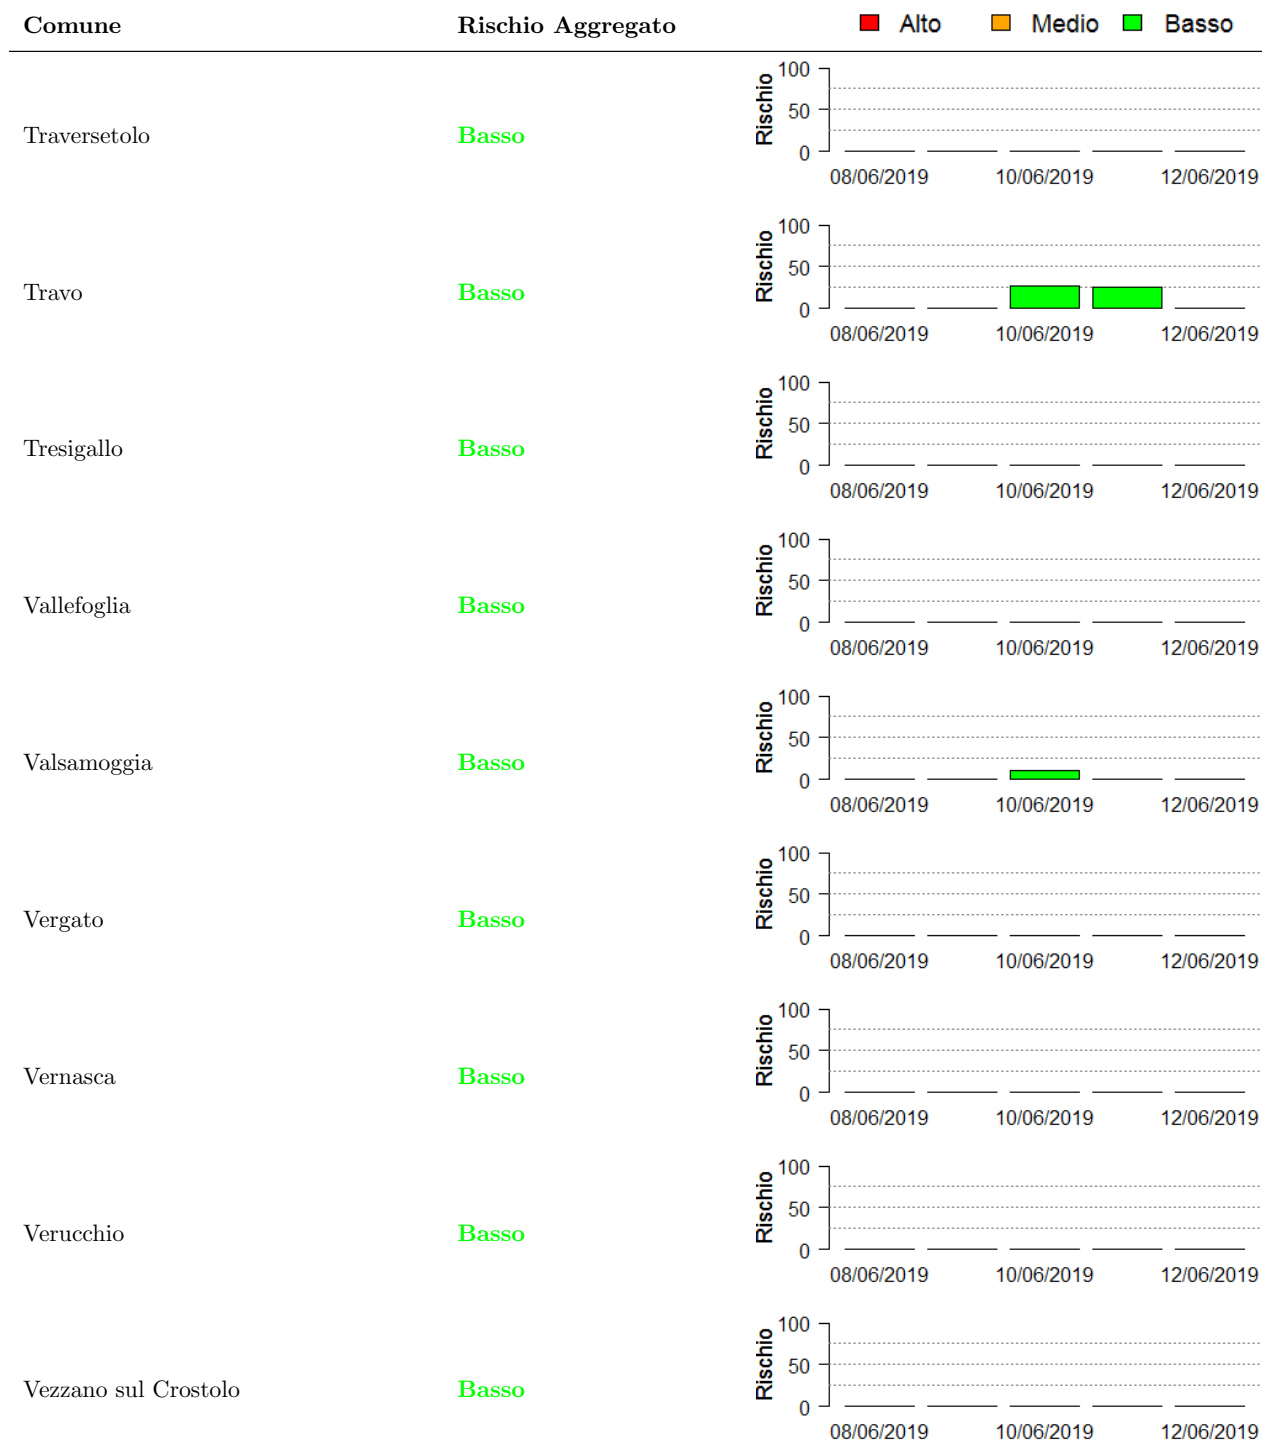 Comune Rischio Aggregato Alto Medio Basso
Traversetolo Basso Rischio 100 50 0
08/06/2019 10/06/2019 12/06/2019
Travo Basso Rischio 100 50 0
08/06/2019 10/06/2019 12/06/2019
Tresigallo Basso Rischio 100 50 0
08/06/2019 10/06/2019 12/06/2019
Vallefoglia Basso Rischio 100 50 0
08/06/2019 10/06/2019 12/06/2019
Valsamoggia Basso Rischio 100 50 0
08/06/2019 10/06/2019 12/06/2019
Vergato Basso Rischio 100 50 0
08/06/2019 10/06/2019 12/06/2019
Vernasca Basso Rischio 100 50 0
08/06/2019 10/06/2019 12/06/2019
Verucchio Basso Rischio 100 50 0
08/06/2019 10/06/2019 12/06/2019
Vezzano sul Crostolo Basso Rischio 100 50 0
08/06/2019 10/06/2019 12/06/2019